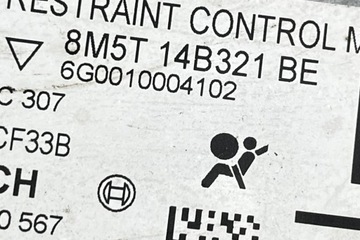 RESTRAINT CONTROL M
8M5T 14B321 BE
6G0010004102
C 307
CF33B
CH
0 567